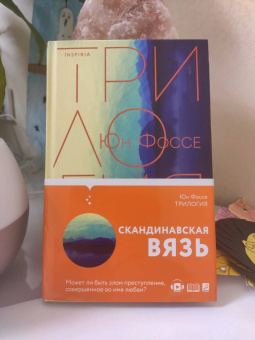 INSPIRIA
ТРИ
ЛО
Юн Фоссе
ГИЯ
Юн Фоссе
ТРИЛОГИЯ
СКАНДИНАВСКАЯ
ВЯЗЬ
Может ли быть злом преступление,
совершенное во имя любви?